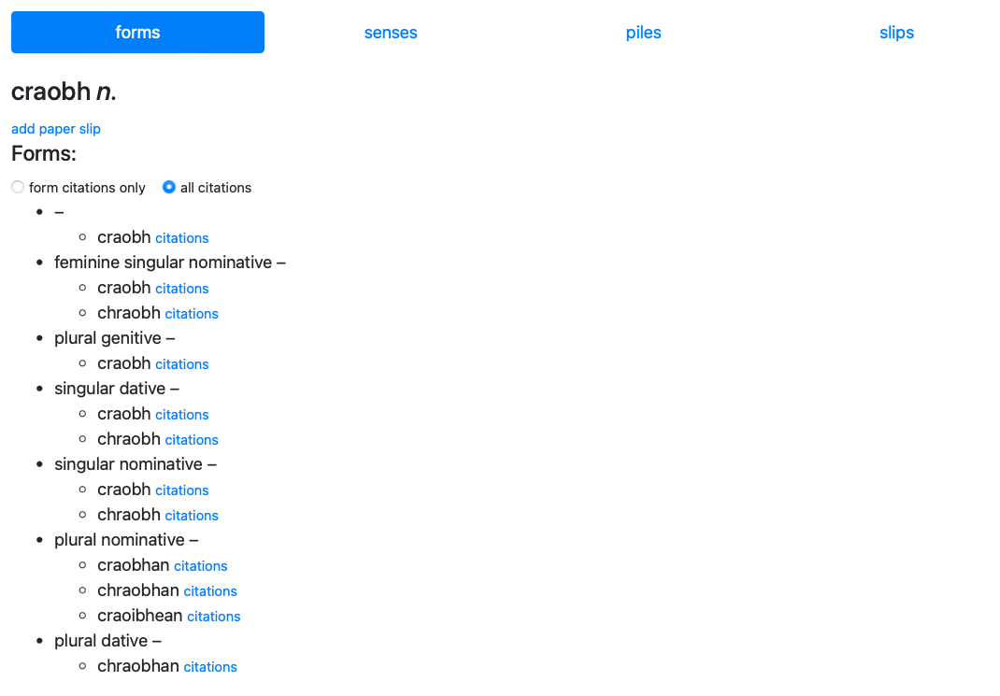 forms senses piles slips
craobh n.
add paper slip
Forms:
form citations only all citations
–
craobh citations
feminine singular nominative –
craobh citations
chraobh citations
plural genitive –
craobh citations
singular dative –
craobh citations
chraobh citations
singular nominative –
craobh citations
chraobh citations
plural nominative –
craobhan citations
chraobhan citations
craoibhean citations
plural dative –
chraobhan citations